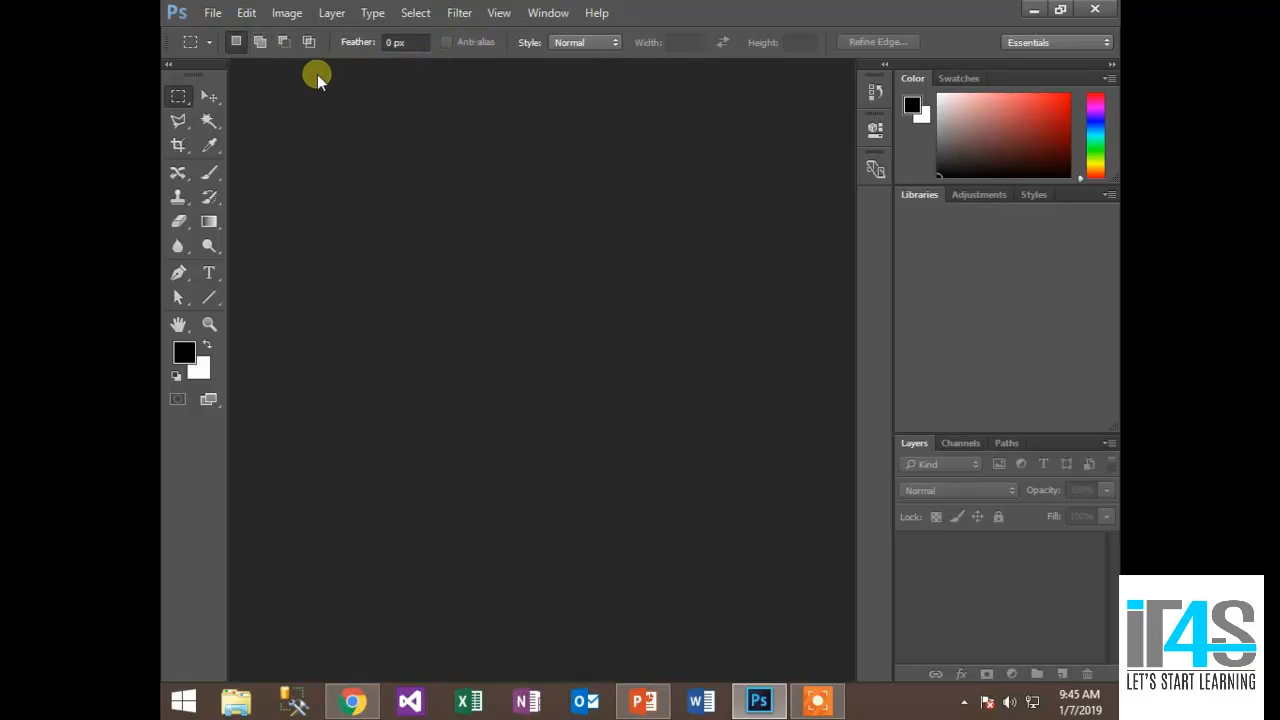 Ps File Edit Image Layer Type Select Filter View Window Help
Feather: 0 px Anti-alias Style: Normal Width: Height: Refine Edge... Essentials
Color Swatches
Libraries Adjustments Styles
Layers Channels Paths
Kind
Normal Opacity: 100%
Lock: Fill: 100%
iT4S
LET'S START LEARNING
9:45 AM
1/7/2019